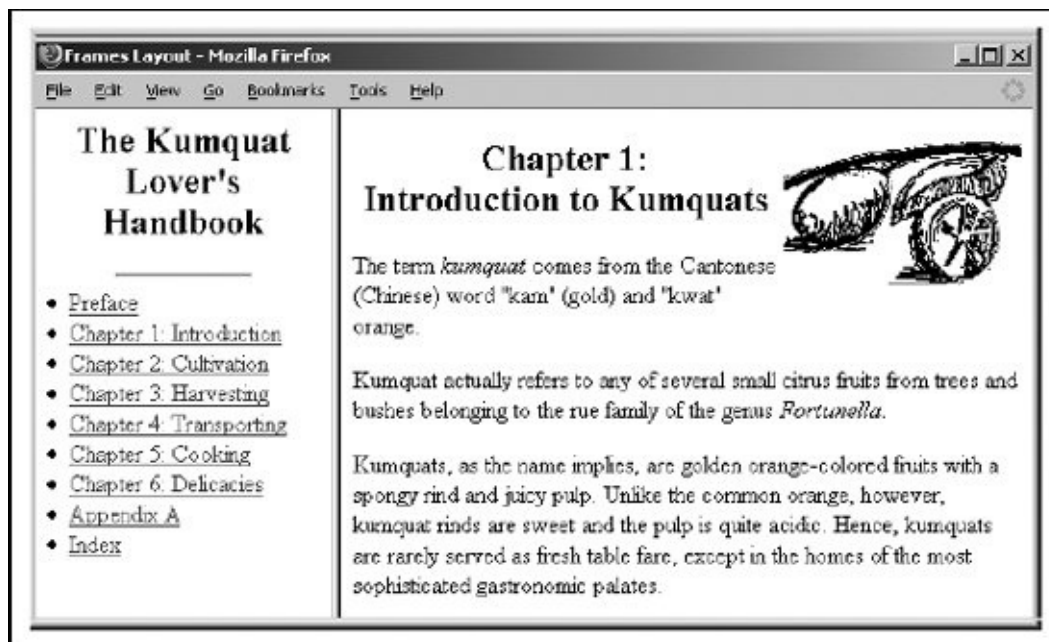 Frames Layout - Mozilla Firefox
File Edit View Go Bookmarks Tools Help
The Kumquat
Lover's
Handbook
• Preface
• Chapter 1: Introduction
• Chapter 2: Cultivation
• Chapter 3: Harvesting
• Chapter 4: Transporting
• Chapter 5: Cooking
• Chapter 6: Delicacies
• Appendix A
• Index
Chapter 1:
Introduction to Kumquats
The term kumquat comes from the Cantonese
(Chinese) word "kam" (gold) and "kwat"
orange.
Kumquat actually refers to any of several small citrus fruits from trees and
bushes belonging to the rue family of the genus Fortunella.
Kumquats, as the name implies, are golden orange-colored fruits with a
spongy rind and juicy pulp. Unlike the common orange, however,
kumquat rinds are sweet and the pulp is quite acidic. Hence, kumquats
are rarely served as fresh table fare, except in the homes of the most
sophisticated gastronomic palates.